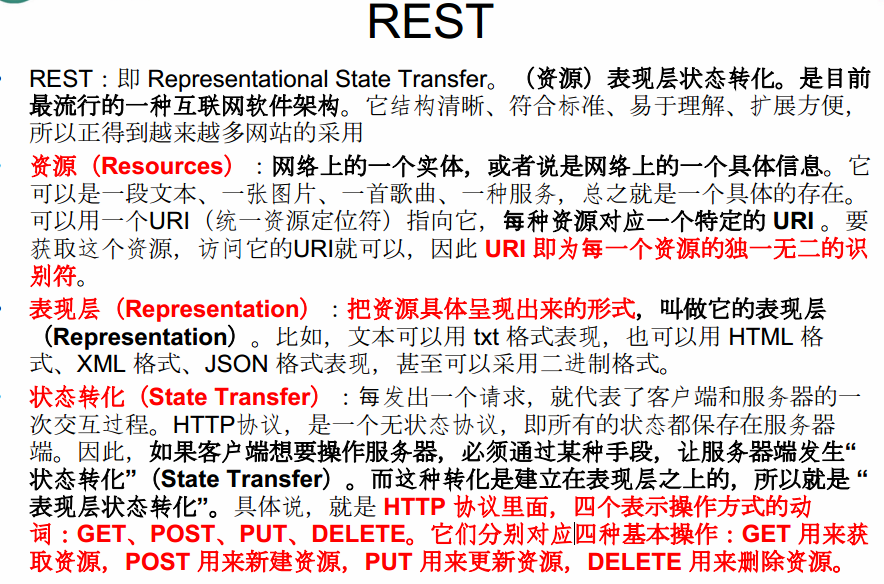 REST
REST：即 Representational State Transfer。（资源）表现层状态转化。是目前
最流行的一种互联网软件架构。它结构清晰、符合标准、易于理解、扩展方便，
所以正得到越来越多网站的采用
资源（Resources）：网络上的一个实体，或者说是网络上的一个具体信息。它
可以是一段文本、一张图片、一首歌曲、一种服务，总之就是一个具体的存在。
可以用一个URI（统一资源定位符）指向它，每种资源对应一个特定的 URI 。要
获取这个资源，访问它的URI就可以，因此 URI 即为每一个资源的独一无二的识
别符。
表现层（Representation）：把资源具体呈现出来的形式，叫做它的表现层
（Representation）。比如，文本可以用 txt 格式表现，也可以用 HTML 格
式、XML 格式、JSON 格式表现，甚至可以采用二进制格式。
状态转化（State Transfer）：每发出一个请求，就代表了客户端和服务器的一
次交互过程。HTTP协议，是一个无状态协议，即所有的状态都保存在服务器
端。因此，如果客户端想要操作服务器，必须通过某种手段，让服务器端发生“
状态转化”（State Transfer）。而这种转化是建立在表现层之上的，所以就是 “
表现层状态转化”。具体说，就是 HTTP 协议里面，四个表示操作方式的动
词：GET、POST、PUT、DELETE。它们分别对应四种基本操作：GET 用来获
取资源，POST 用来新建资源，PUT 用来更新资源，DELETE 用来删除资源。